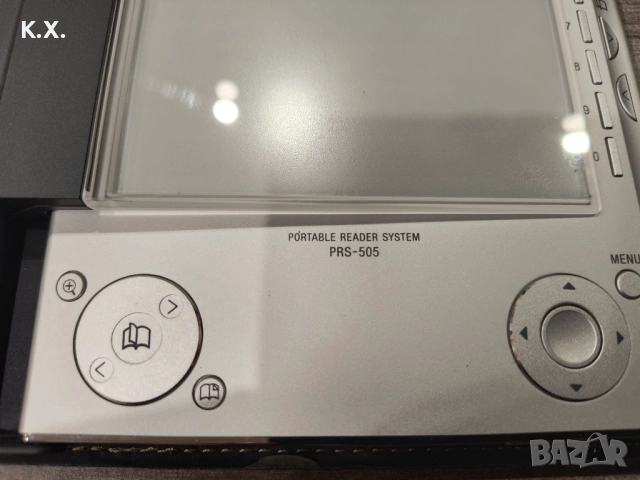 K.X.
7
8
9
0
PORTABLE READER SYSTEM
PRS-505
MENU
BAZAR